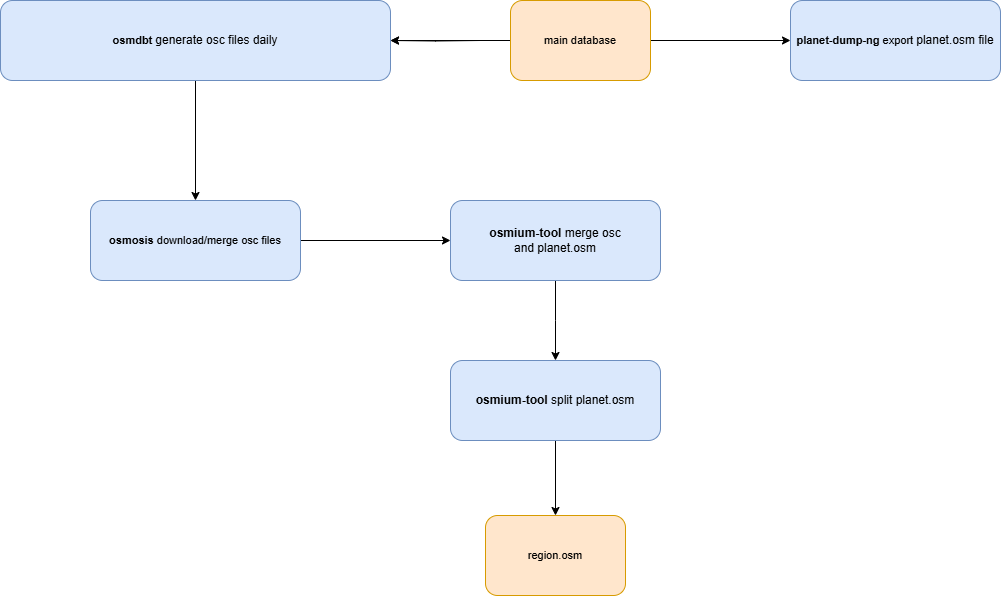 osmdbt generate osc files daily
main database
planet-dump-ng export planet.osm file
osmosis download/merge osc files
osmium-tool merge osc
and planet.osm
osmium-tool split planet.osm
region.osm